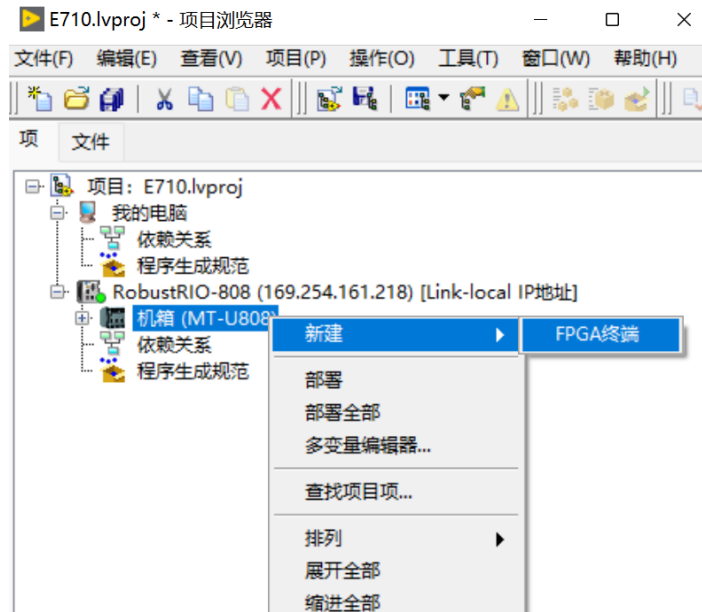 E710.lvproj * - 项目浏览器
文件(F) 编辑(E) 查看(V) 项目(P) 操作(O) 工具(T) 窗口(W) 帮助(H)
项 文件
项目: E710.lvproj
我的电脑
依赖关系
程序生成规范
RobustRIO-808 (169.254.161.218) [Link-local IP地址]
机箱 (MT-U808)
新建 FPGA终端
依赖关系
程序生成规范
部署
部署全部
多变量编辑器...
查找项目项...
排列
展开全部
缩进全部